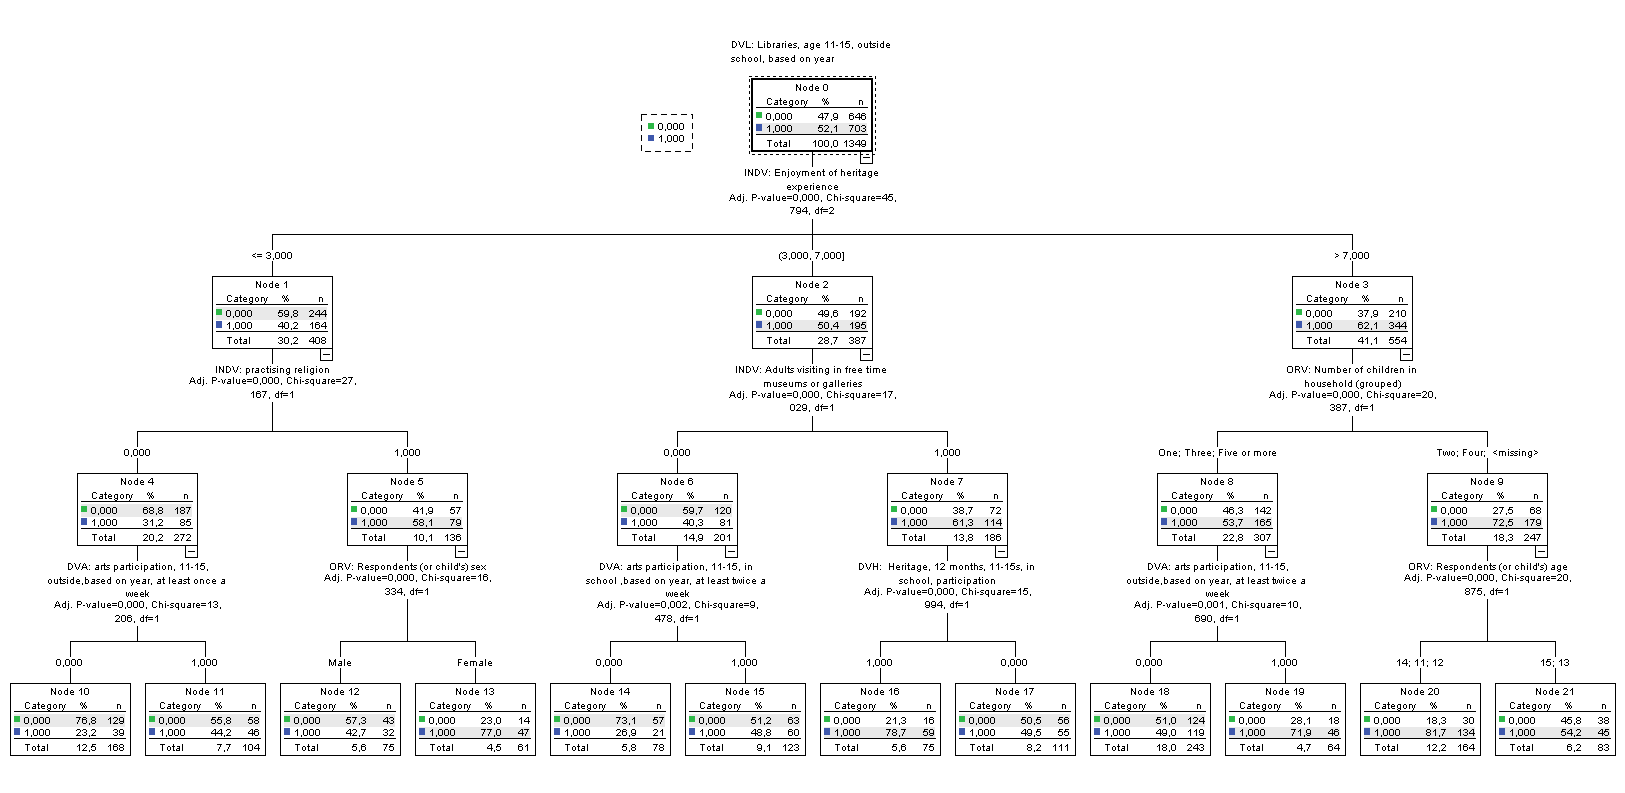 DVL: Libraries, age 11-15, outside
school, based on year
Node 0
Category % n
0,000 47,9 646
1,000 52,1 703
Total 100,0 1349
0,000
1,000
INDV: Enjoyment of heritage
experience
Adj. P-value=0,000, Chi-square=45,
794, df=2
<= 3,000
(3,000, 7,000]
> 7,000
Node 1
Category % n
0,000 59,8 244
1,000 40,2 164
Total 30,2 408
Node 2
Category % n
0,000 49,6 192
1,000 50,4 195
Total 28,7 387
Node 3
Category % n
0,000 37,9 210
1,000 62,1 344
Total 41,1 554
INDV: practising religion
Adj. P-value=0,000, Chi-square=27,
167, df=1
INDV: Adults visiting in free time
museums or galleries
Adj. P-value=0,000, Chi-square=17,
029, df=1
ORV: Number of children in
household (grouped)
Adj. P-value=0,000, Chi-square=20,
387, df=1
0,000
1,000
0,000
1,000
One; Three; Five or more
Two; Four; <missing>
Node 4
Category % n
0,000 68,8 187
1,000 31,2 85
Total 20,2 272
Node 5
Category % n
0,000 41,9 57
1,000 58,1 79
Total 10,1 136
Node 6
Category % n
0,000 59,7 120
1,000 40,3 81
Total 14,9 201
Node 7
Category % n
0,000 38,7 72
1,000 61,3 114
Total 13,8 186
Node 8
Category % n
0,000 46,3 142
1,000 53,7 165
Total 22,8 307
Node 9
Category % n
0,000 27,5 68
1,000 72,5 179
Total 18,3 247
DVA: arts participation, 11-15,
outside,based on year, at least once a
week
Adj. P-value=0,000, Chi-square=13,
206, df=1
ORV: Respondents (or child's) sex
Adj. P-value=0,000, Chi-square=16,
334, df=1
DVA: arts participation, 11-15, in
school ,based on year, at least twice a
week
Adj. P-value=0,002, Chi-square=9,
478, df=1
DVH: Heritage, 12 months, 11-15s, in
school, participation
Adj. P-value=0,000, Chi-square=15,
994, df=1
DVA: arts participation, 11-15,
outside,based on year, at least twice a
week
Adj. P-value=0,001, Chi-square=10,
690, df=1
ORV: Respondents (or child's) age
Adj. P-value=0,000, Chi-square=20,
875, df=1
0,000
1,000
Male
Female
0,000
1,000
1,000
0,000
0,000
1,000
14; 11; 12
15; 13
Node 10
Category % n
0,000 76,8 129
1,000 23,2 39
Total 12,5 168
Node 11
Category % n
0,000 55,8 58
1,000 44,2 46
Total 7,7 104
Node 12
Category % n
0,000 57,3 43
1,000 42,7 32
Total 5,6 75
Node 13
Category % n
0,000 23,0 14
1,000 77,0 47
Total 4,5 61
Node 14
Category % n
0,000 73,1 57
1,000 26,9 21
Total 5,8 78
Node 15
Category % n
0,000 51,2 63
1,000 48,8 60
Total 9,1 123
Node 16
Category % n
0,000 21,3 16
1,000 78,7 59
Total 5,6 75
Node 17
Category % n
0,000 50,5 56
1,000 49,5 55
Total 8,2 111
Node 18
Category % n
0,000 51,0 124
1,000 49,0 119
Total 18,0 243
Node 19
Category % n
0,000 28,1 18
1,000 71,9 46
Total 4,7 64
Node 20
Category % n
0,000 18,3 30
1,000 81,7 134
Total 12,2 164
Node 21
Category % n
0,000 45,8 38
1,000 54,2 45
Total 6,2 83